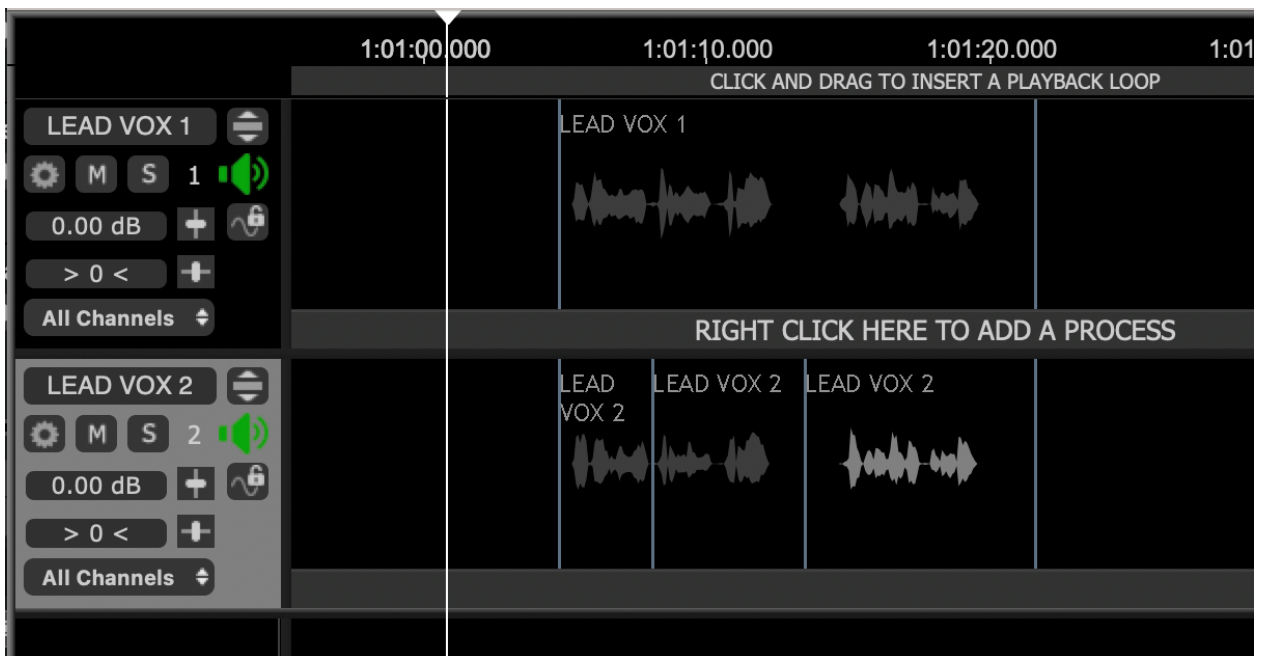 1:01:00.000 1:01:10.000 1:01:20.000 1:01
CLICK AND DRAG TO INSERT A PLAYBACK LOOP
LEAD VOX 1
M S 1
0.00 dB
> 0 <
All Channels
LEAD VOX 1
RIGHT CLICK HERE TO ADD A PROCESS
LEAD VOX 2
M S 2
0.00 dB
> 0 <
All Channels
LEAD
VOX 2
LEAD VOX 2
LEAD VOX 2